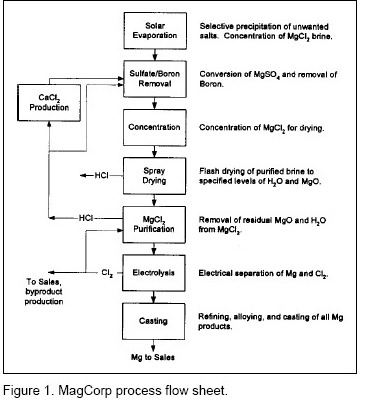 Solar
Evaporation
Selective precipitation of unwanted
salts. Concentration of MgCl₂ brine.
Sulfate/Boron
Removal
Conversion of MgSO₄ and removal of
Boron.
CaCl₂
Production
Concentration
Concentration of MgCl₂ for drying.
HCl
Spray
Drying
Flash drying of purified brine to
specified levels of H₂O and MgO.
HCl
MgCl₂
Purification
Removal of residual MgO and H₂O
from MgCl₂.
To Sales,
byproduct
production
Cl₂
Electrolysis
Electrical separation of Mg and Cl₂.
Casting
Refining, alloying, and casting of all Mg
products.
Mg to Sales
Figure 1. MagCorp process flow sheet.